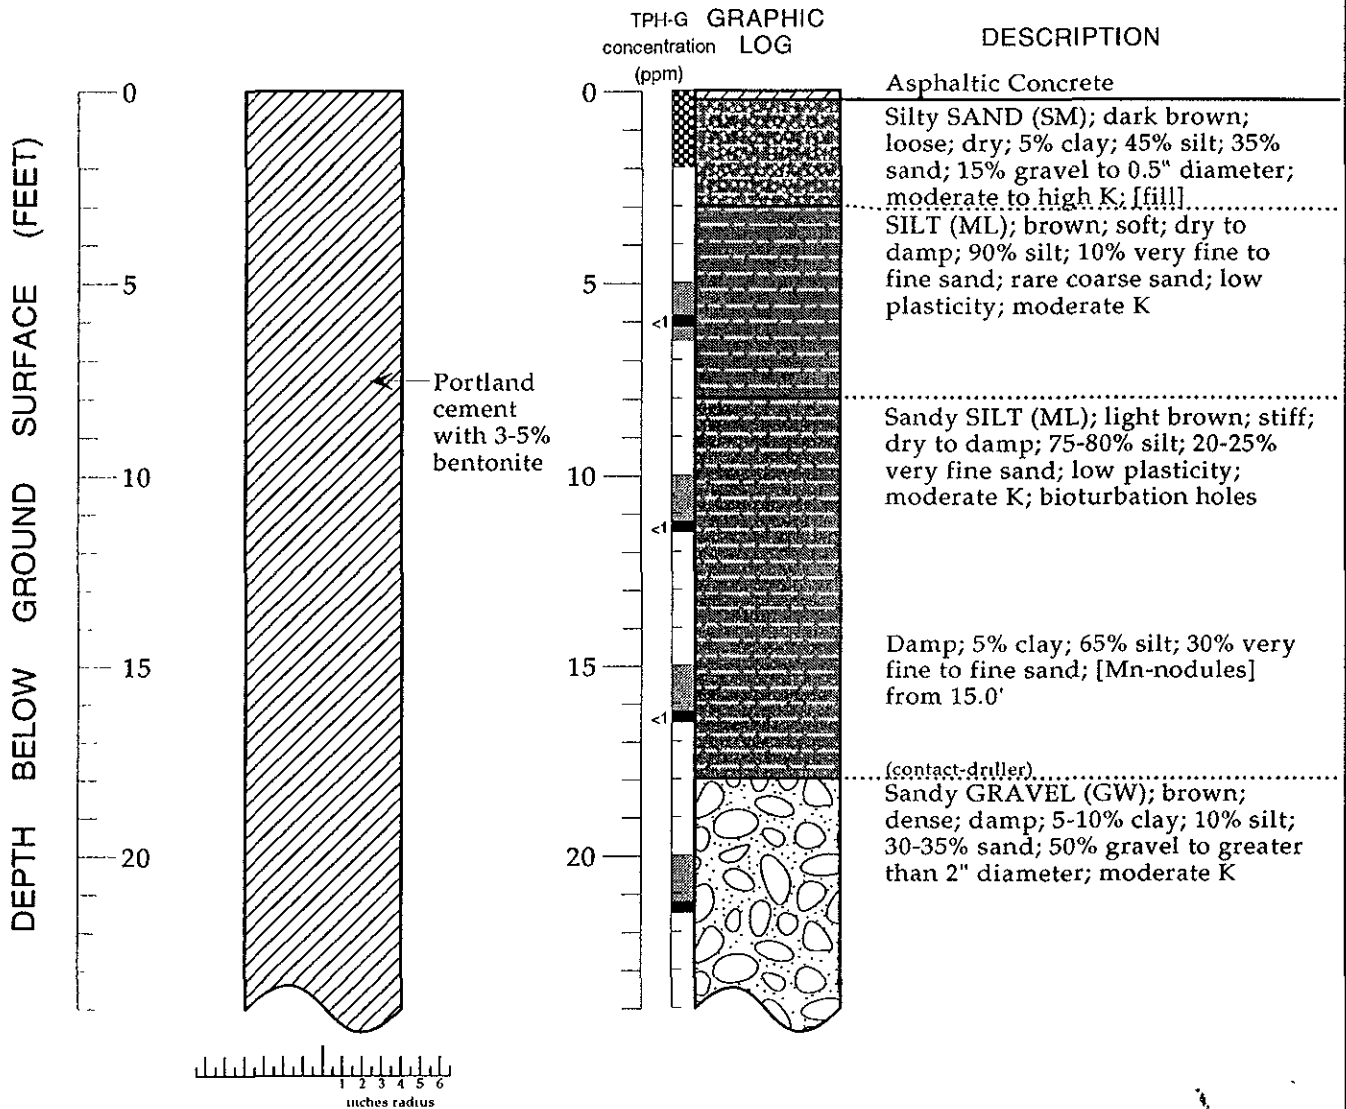 TPH-G GRAPHIC
concentration LOG
(ppm)
DESCRIPTION
DEPTH BELOW GROUND SURFACE (FEET)
0
5
10
15
20
Portland
cement
with 3-5%
bentonite
0
5
10
15
20
<1
<1
<1
Asphaltic Concrete
Silty SAND (SM); dark brown;
loose; dry; 5% clay; 45% silt; 35%
sand; 15% gravel to 0.5" diameter;
moderate to high K; [fill]
SILT (ML); brown; soft; dry to
damp; 90% silt; 10% very fine to
fine sand; rare coarse sand; low
plasticity; moderate K
Sandy SILT (ML); light brown; stiff;
dry to damp; 75-80% silt; 20-25%
very fine sand; low plasticity;
moderate K; bioturbation holes
Damp; 5% clay; 65% silt; 30% very
fine to fine sand; [Mn-nodules]
from 15.0'
(contact-driller)
Sandy GRAVEL (GW); brown;
dense; damp; 5-10% clay; 10% silt;
30-35% sand; 50% gravel to greater
than 2" diameter; moderate K
1 2 3 4 5 6
inches radius